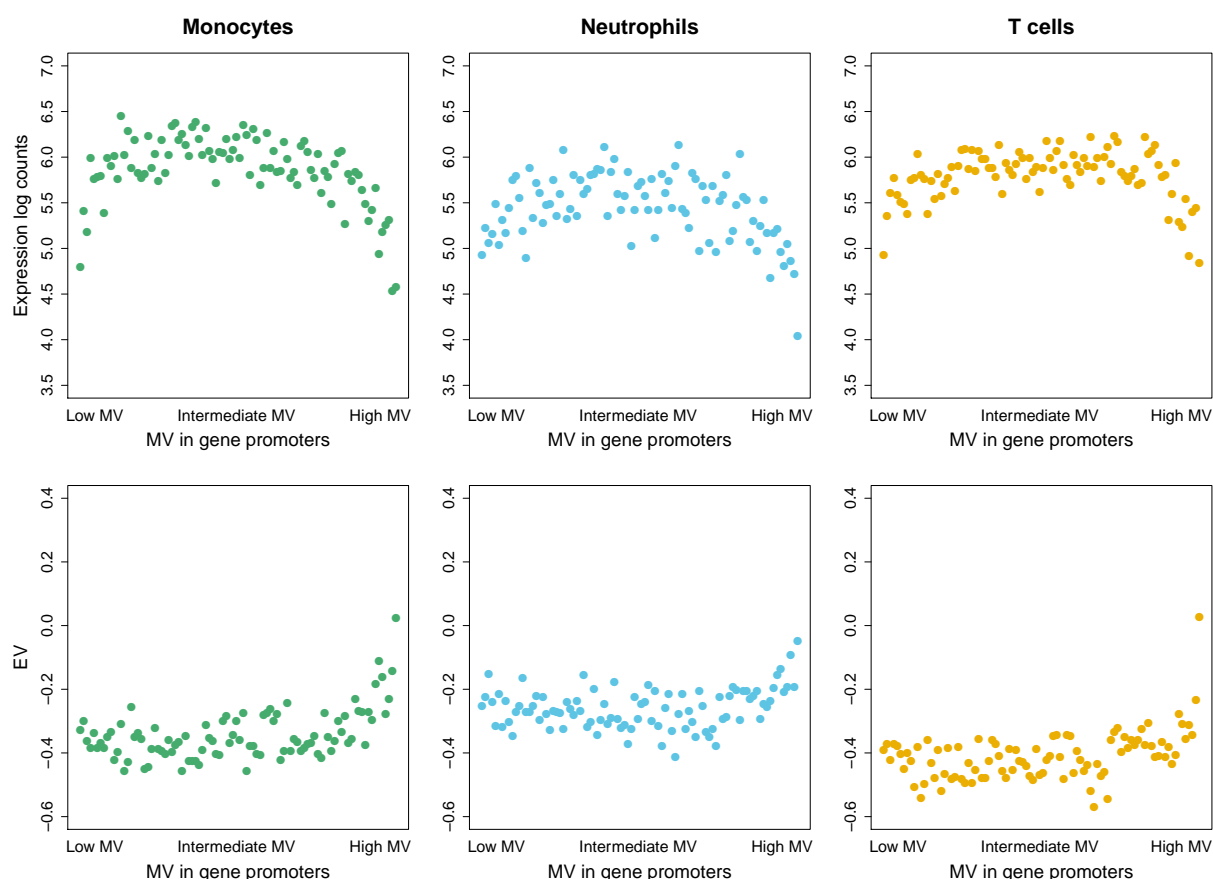 Monocytes Neutrophils T cells
Expression log counts
7.0 7.0 7.0
6.5 6.5 6.5
6.0 6.0 6.0
5.5 5.5 5.5
5.0 5.0 5.0
4.5 4.5 4.5
4.0 4.0 4.0
3.5 3.5 3.5
Low MV Intermediate MV High MV Low MV Intermediate MV High MV Low MV Intermediate MV High MV
MV in gene promoters MV in gene promoters MV in gene promoters
EV
0.4 0.4 0.4
0.2 0.2 0.2
0.0 0.0 0.0
−0.2 −0.2 −0.2
−0.4 −0.4 −0.4
−0.6 −0.6 −0.6
Low MV Intermediate MV High MV Low MV Intermediate MV High MV Low MV Intermediate MV High MV
MV in gene promoters MV in gene promoters MV in gene promoters